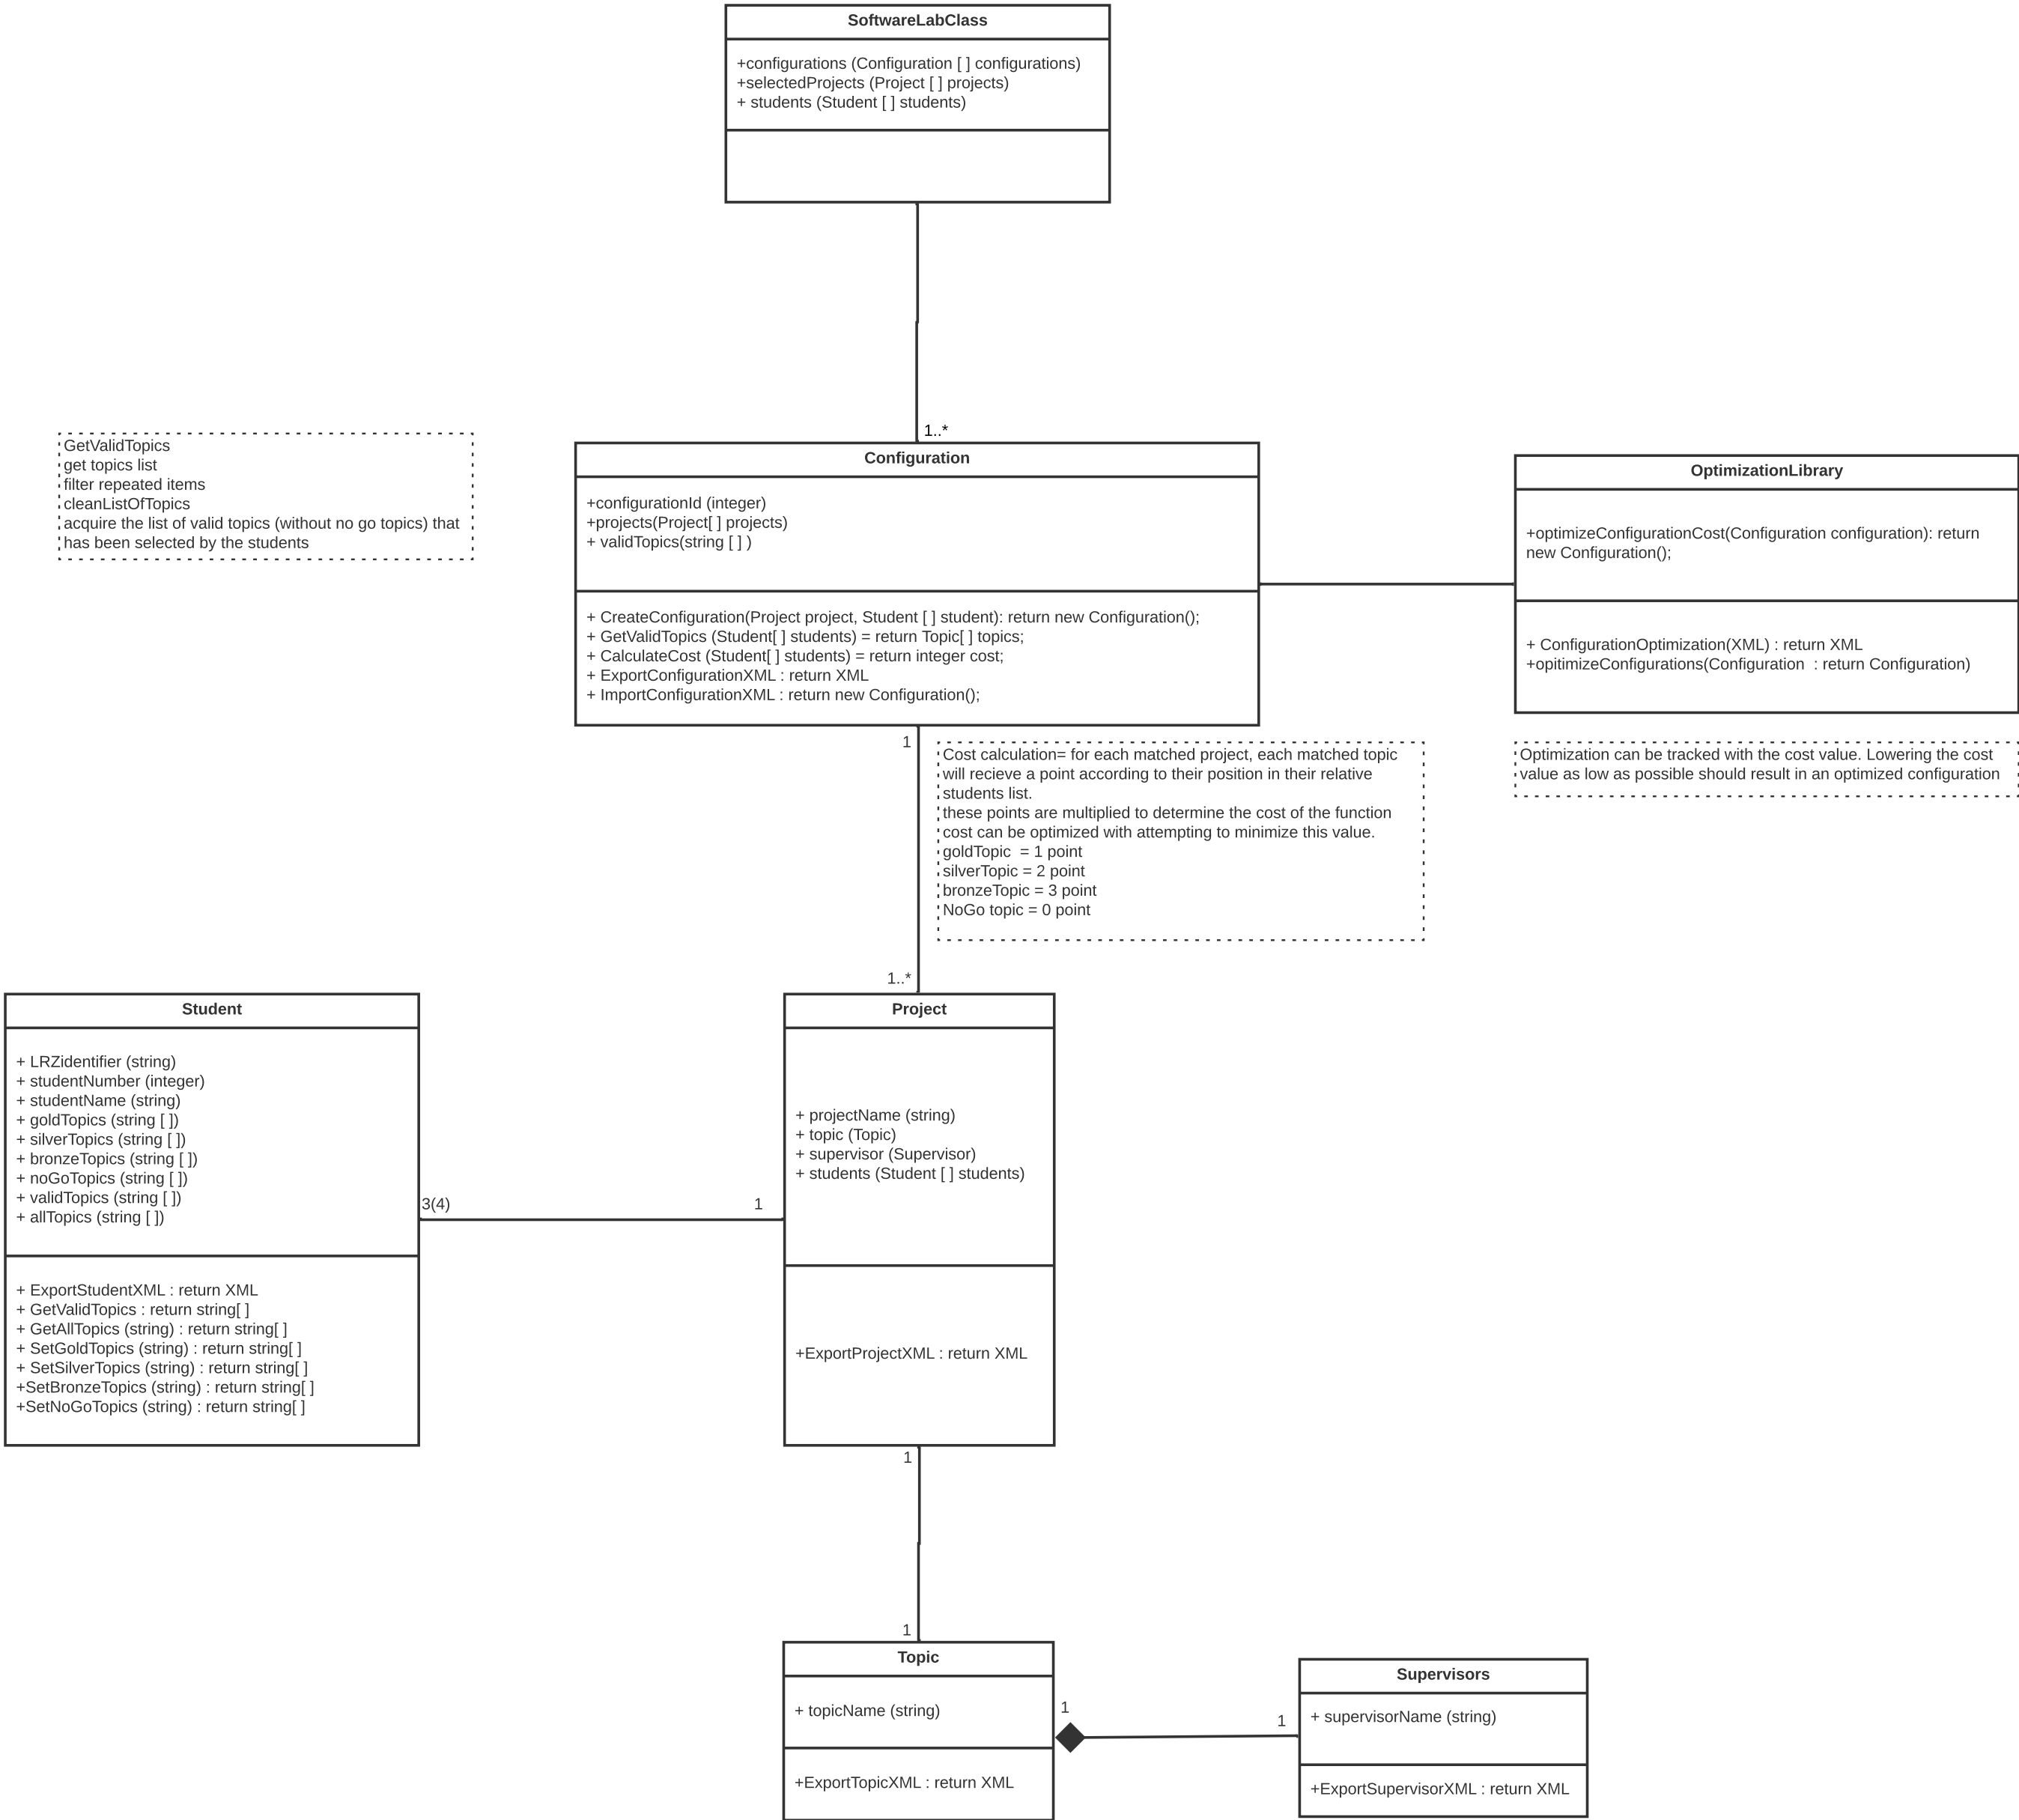 SoftwareLabClass
+configurations (Configuration [ ] configurations)
+selectedProjects (Project [ ] projects)
+ students (Student [ ] students)
1..*
GetValidTopics
get topics list
filter repeated items
cleanListOfTopics
acquire the list of valid topics (without no go topics) that
has been selected by the students
Configuration
+configurationId (integer)
+projects(Project[ ] projects)
+ validTopics(string [ ] )
+ CreateConfiguration(Project project, Student [ ] student): return new Configuration();
+ GetValidTopics (Student[ ] students) = return Topic[ ] topics;
+ CalculateCost (Student[ ] students) = return integer cost;
+ ExportConfigurationXML : return XML
+ ImportConfigurationXML : return new Configuration();
OptimizationLibrary
+optimizeConfigurationCost(Configuration configuration): return
new Configuration();
+ ConfigurationOptimization(XML) : return XML
+opitimizeConfigurations(Configuration  : return Configuration)
1
Cost calculation= for each matched project, each matched topic
will recieve a point according to their position in their relative
students list.
these points are multiplied to determine the cost of the function
cost can be optimized with attempting to minimize this value.
goldTopic  = 1 point
silverTopic = 2 point
bronzeTopic = 3 point
NoGo topic = 0 point
Optimization can be tracked with the cost value. Lowering the cost
value as low as possible should result in an optimized configuration
1..*
Student
+ LRZidentifier (string)
+ studentNumber (integer)
+ studentName (string)
+ goldTopics (string [ ])
+ silverTopics (string [ ])
+ bronzeTopics (string [ ])
+ noGoTopics (string [ ])
+ validTopics (string [ ])
+ allTopics (string [ ])
+ ExportStudentXML : return XML
+ GetValidTopics : return string[ ]
+ GetAllTopics (string) : return string[ ]
+ SetGoldTopics (string) : return string[ ]
+ SetSilverTopics (string) : return string[ ]
+SetBronzeTopics (string) : return string[ ]
+SetNoGoTopics (string) : return string[ ]
3(4)
1
Project
+ projectName (string)
+ topic (Topic)
+ supervisor (Supervisor)
+ students (Student [ ] students)
+ExportProjectXML : return XML
1
1
Topic
+ topicName (string)
+ExportTopicXML : return XML
1
1
Supervisors
+ supervisorName (string)
+ExportSupervisorXML : return XML